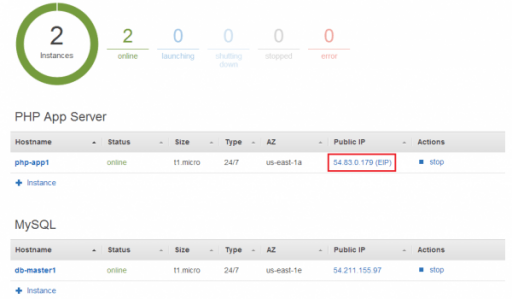 2
Instances
2 0 0 0 0
online launching shutting down stopped error
PHP App Server
Hostname Status Size Type AZ Public IP Actions
php-app1 online t1.micro 24/7 us-east-1a 54.83.0.179 (EIP) stop
+ Instance
MySQL
Hostname Status Size Type AZ Public IP Actions
db-master1 online t1.micro 24/7 us-east-1e 54.211.155.97 stop
+ Instance